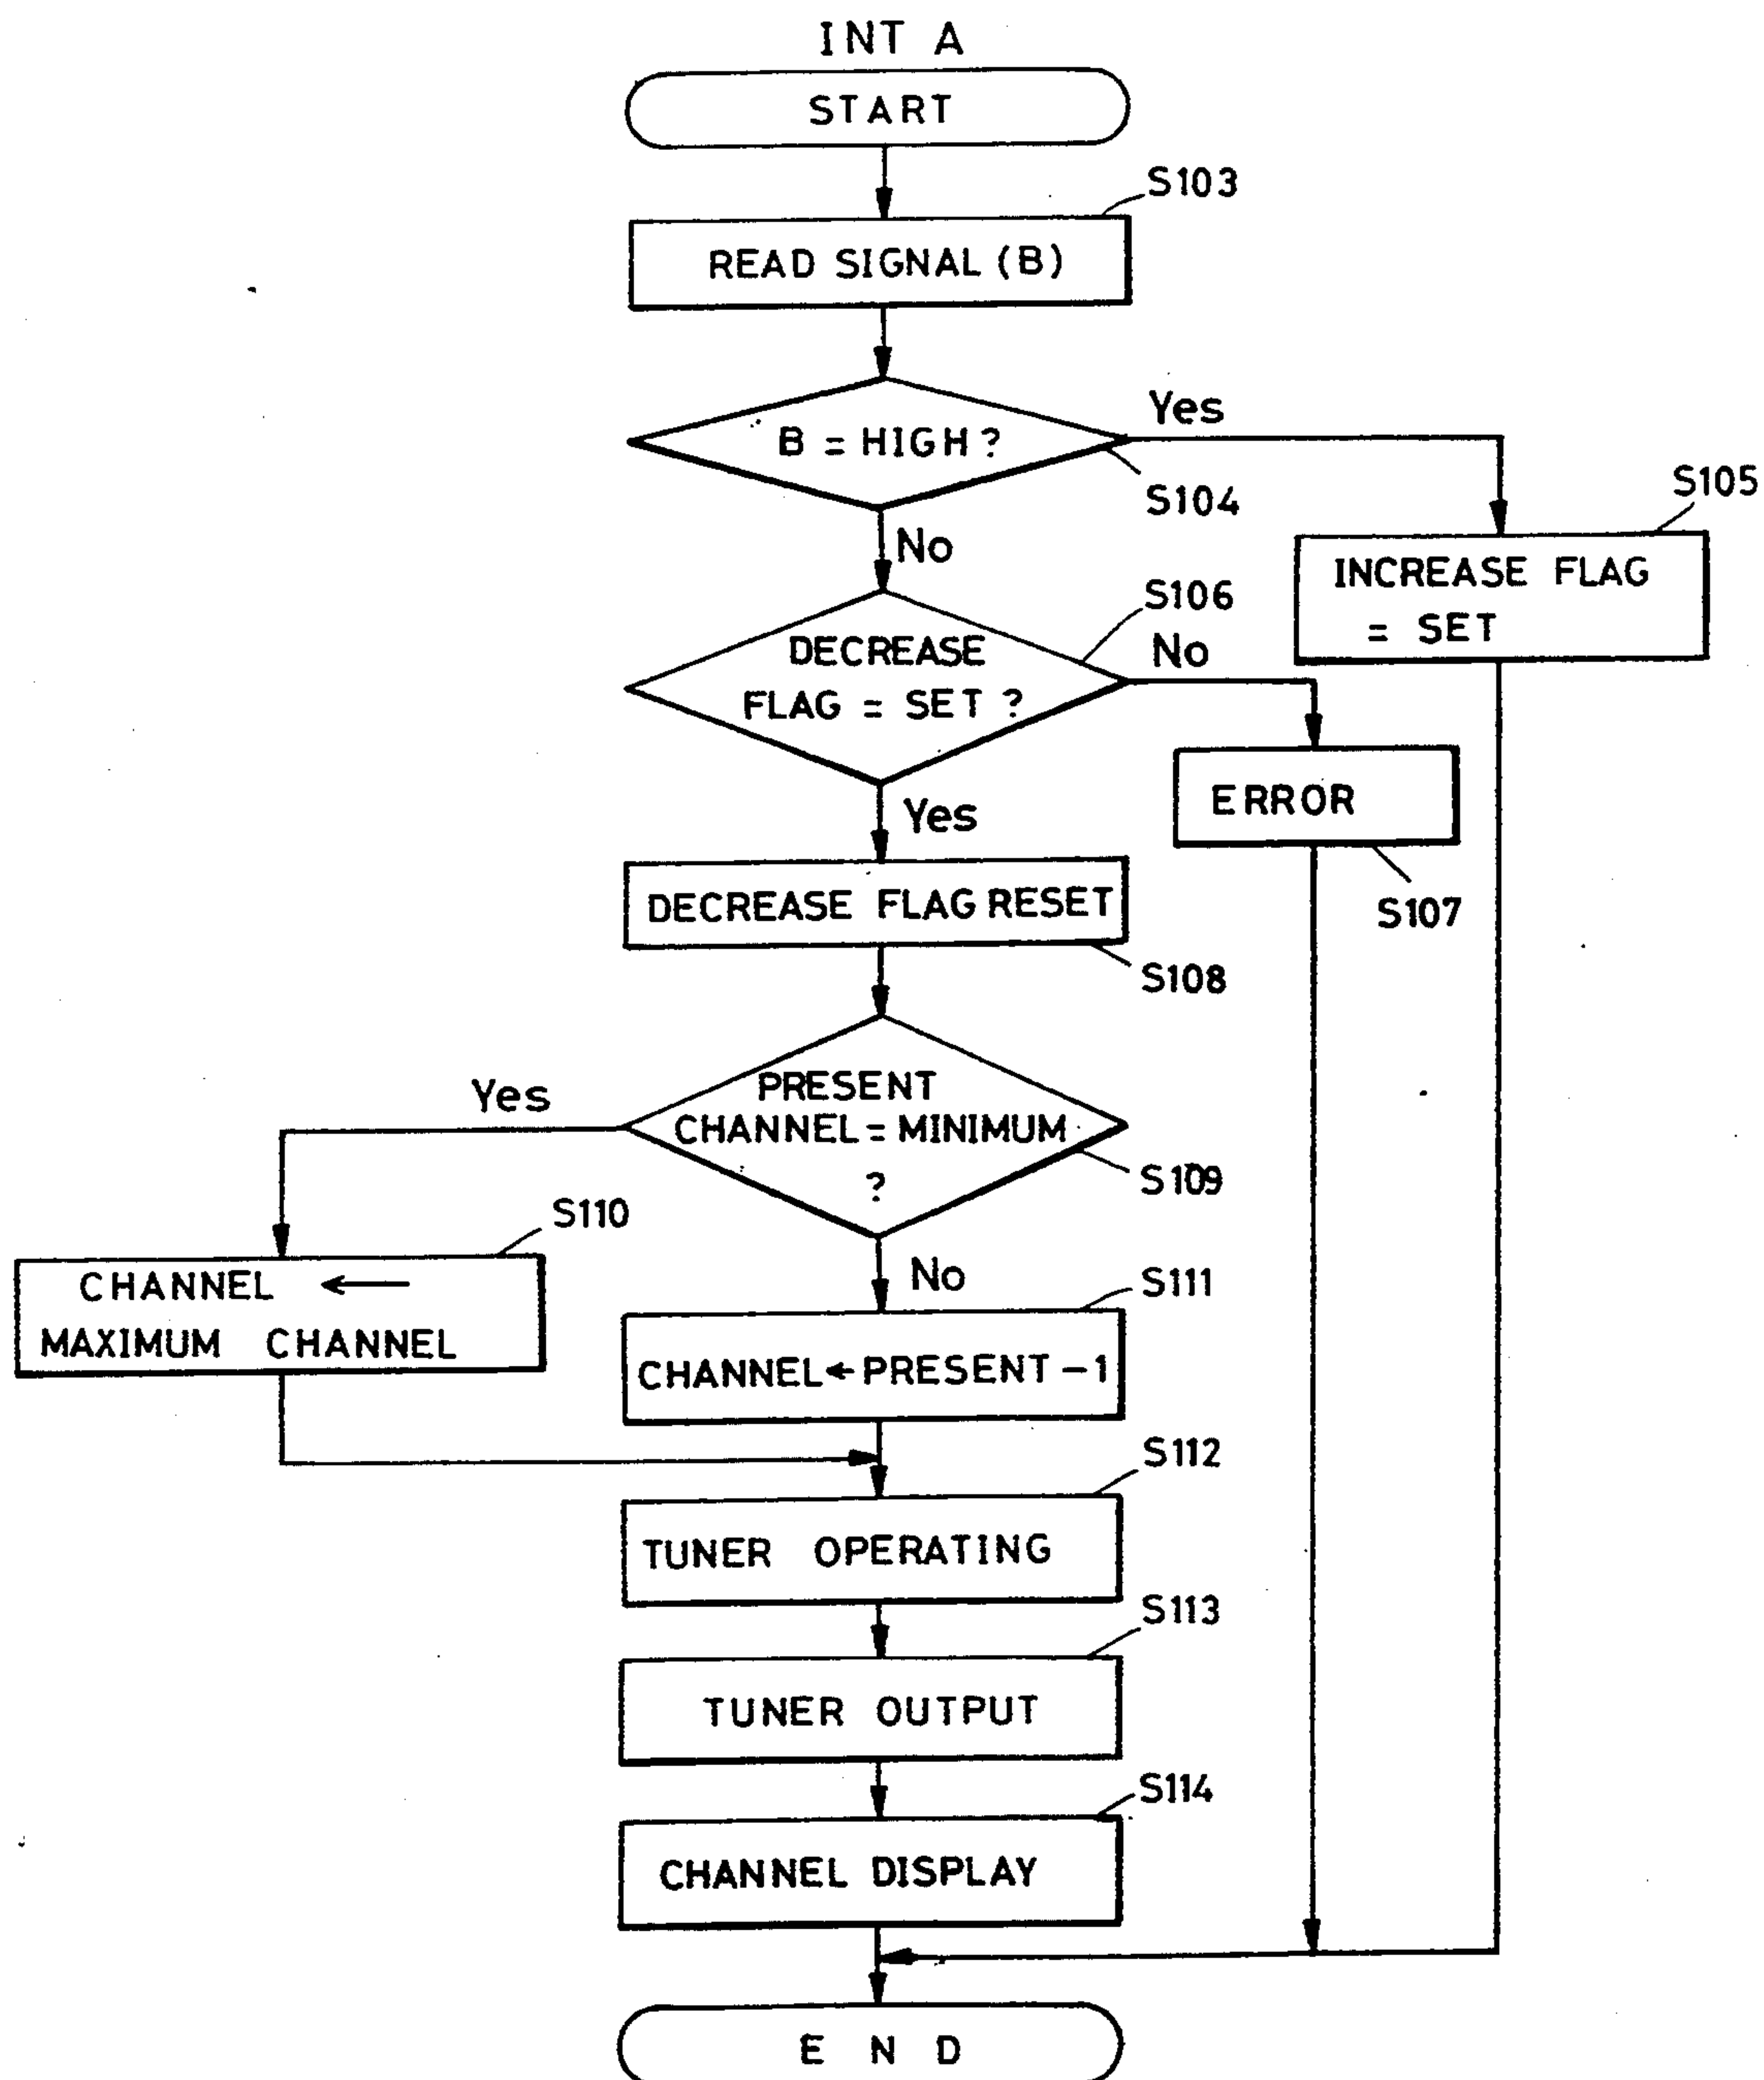 INT A
START
S103
READ SIGNAL (B)
Yes
B = HIGH ?
S104
S105
No
INCREASE FLAG
= SET
S106
No
DECREASE
FLAG = SET ?
ERROR
Yes
S107
DECREASE FLAG RESET
S108
Yes
PRESENT
CHANNEL = MINIMUM
?
S109
S110
CHANNEL ←
MAXIMUM CHANNEL
No
S111
CHANNEL ← PRESENT - 1
S112
TUNER OPERATING
S113
TUNER OUTPUT
S114
CHANNEL DISPLAY
END